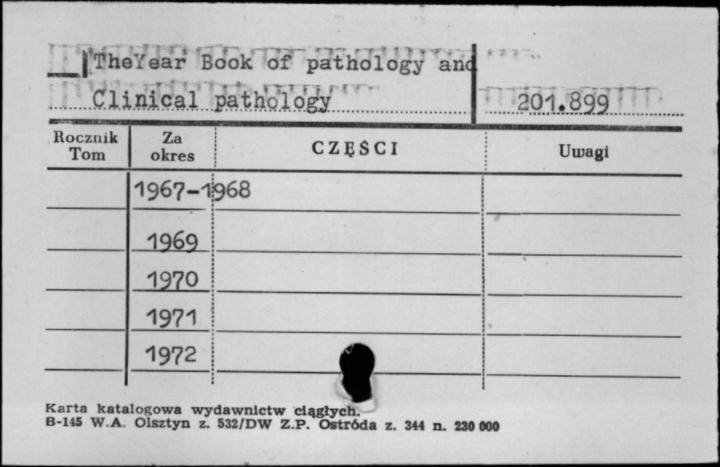 TheYear Book of pathology and
Clinical pathology 201.899
Rocznik Tom Za okres CZĘŚCI Uwagi
1967-1968
1969
1970
1971
1972
Karta katalogowa wydawnictw ciągłych.
B-145 W.A. Olsztyn z. 532/DW Z.P. Ostróda z. 344 n. 230 000